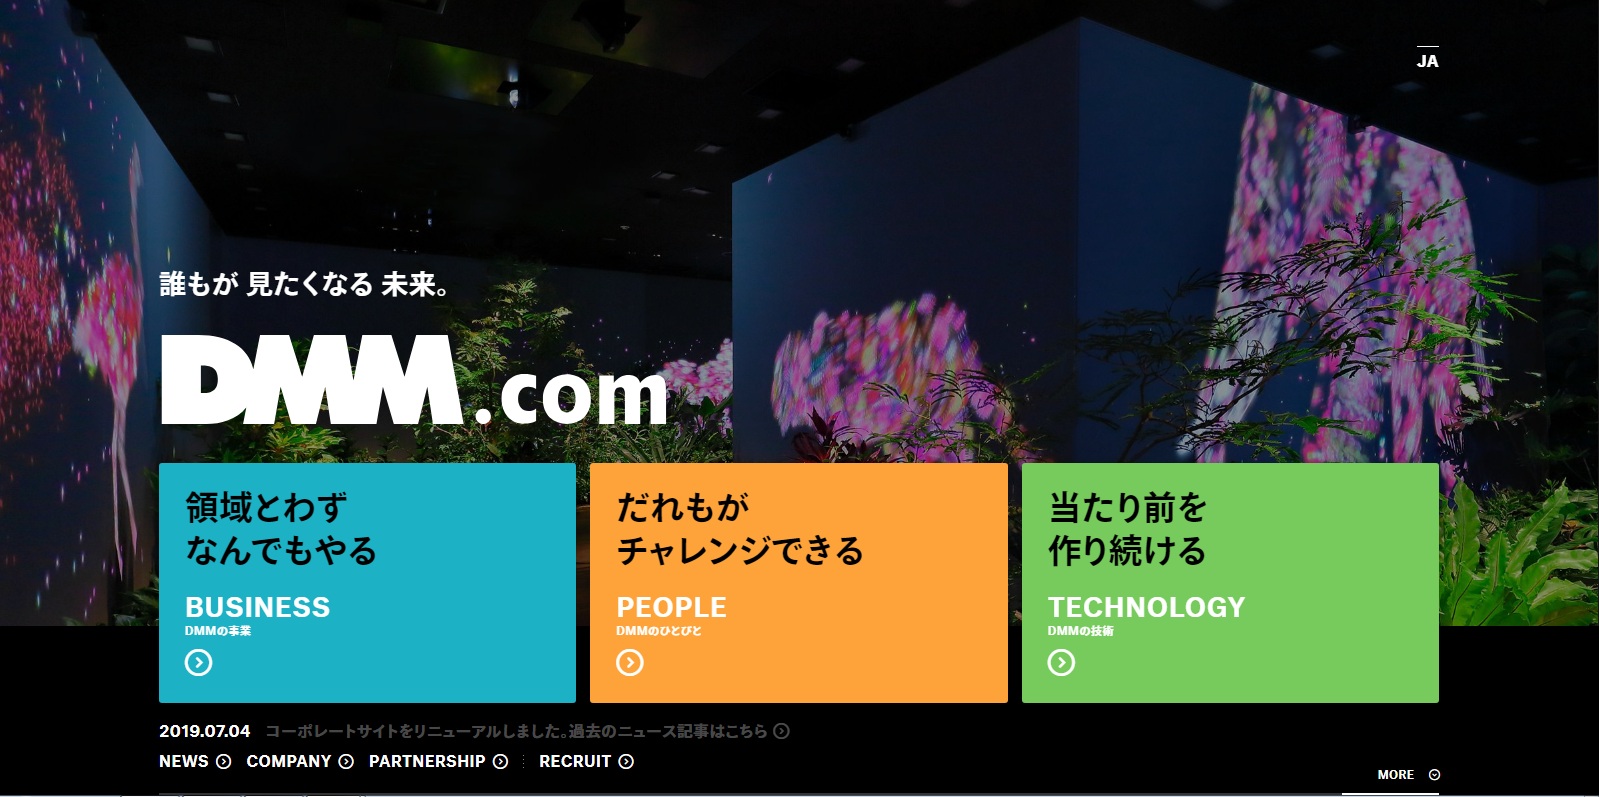 JA
誰もが 見たくなる 未来。
DMM.com
領域とわず
なんでもやる
BUSINESS
DMMの事業
だれもが
チャレンジできる
PEOPLE
DMMのひとびと
当たり前を
作り続ける
TECHNOLOGY
DMMの技術
2019.07.04 コーポレートサイトをリニューアルしました。過去のニュース記事はこちら
NEWS COMPANY PARTNERSHIP RECRUIT
MORE